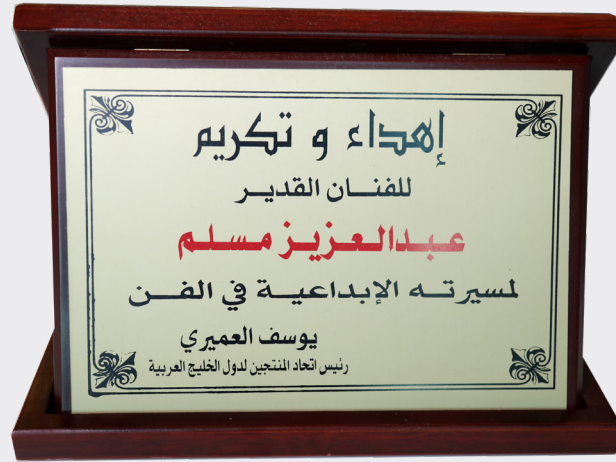 إهداء و تكريم
للفنان القدير
عبدالعزيز مسلم
لمسيرته الإبداعية في الفن
يوسف العميري
رئيس اتحاد المنتجين لدول الخليج العربية